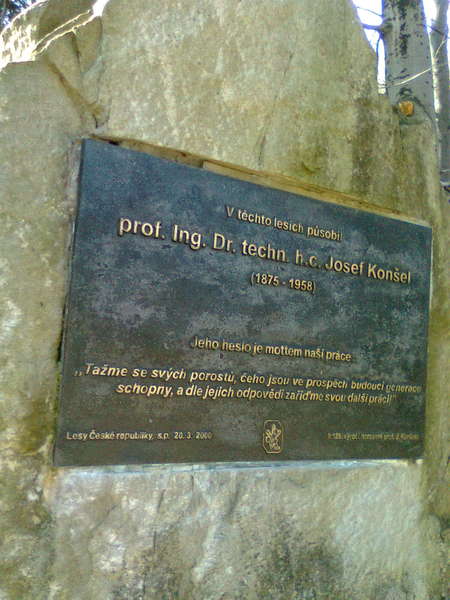 V těchto lesích působil
prof. Ing. Dr. techn. h.c. Josef Konšel
(1875 - 1958)
Jeho heslo je mottem naší práce
„Tažme se svých porostů, čeho jsou ve prospěch budoucí generace
schopny, a dle jejich odpovědi zařiďme svou další práci!"
Lesy České republiky, s.p. 20. 3. 2000
prof. J. Konšela